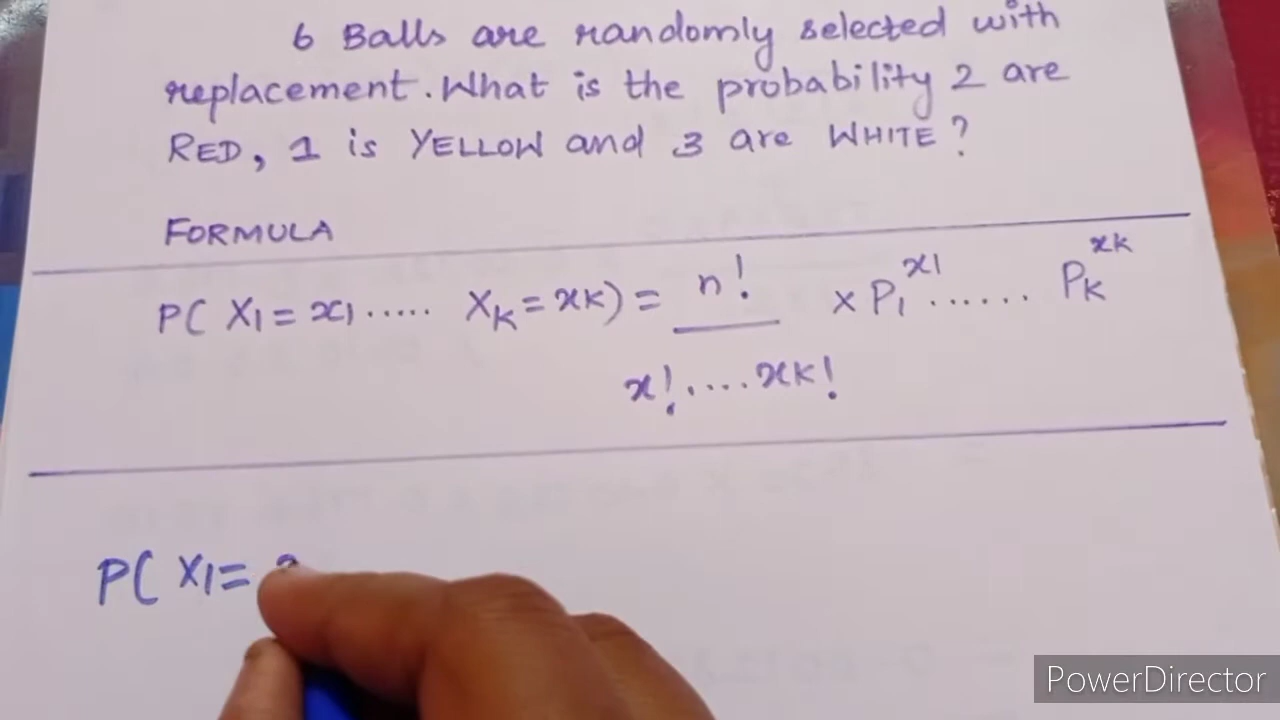 6 Balls are randomly selected with
replacement. What is the probability 2 are
RED, 1 is YELLOW and 3 are WHITE?
FORMULA
P( X1 = x1 ..... Xk = xk) = n! x P1^x1 ...... Pk^xk
x! .... xk!
P( X1 =
PowerDirector